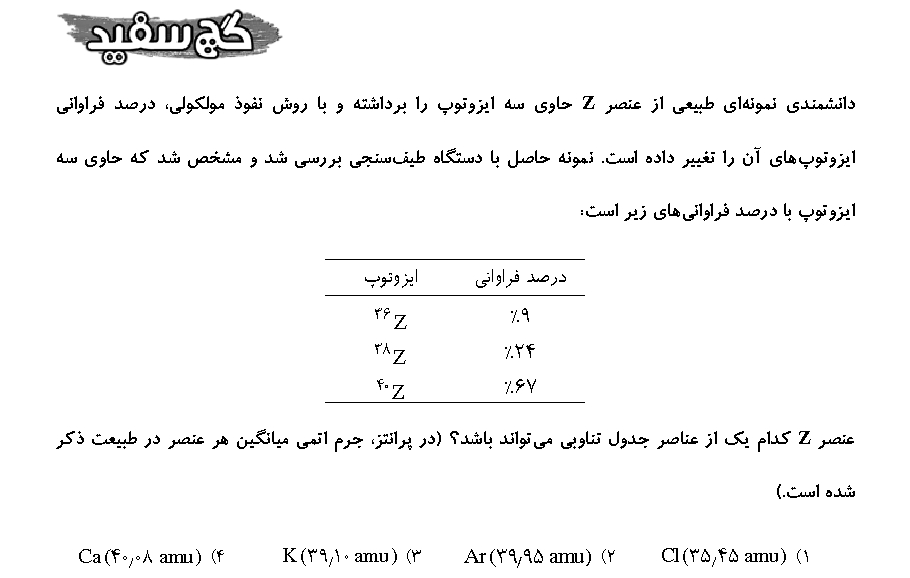 گچ سفید
دانشمندی نمونه‌ای طبیعی از عنصر Z حاوی سه ایزوتوپ را برداشته و با روش نفوذ مولکولی، درصد فراوانی
ایزوتوپ‌های آن را تغییر داده است. نمونه حاصل با دستگاه طیف‌سنجی بررسی شد و مشخص شد که حاوی سه
ایزوتوپ با درصد فراوانی‌های زیر است:
درصد فراوانی ایزوتوپ
٪۹ ³⁶Z
٪۲۴ ³⁸Z
٪۶۷ ⁴⁰Z
عنصر Z کدام یک از عناصر جدول تناوبی می‌تواند باشد؟ (در پرانتز، جرم اتمی میانگین هر عنصر در طبیعت ذکر
شده است.)
۱) Cl (۳۵٫۴۵ amu) ۲) Ar (۳۹٫۹۵ amu) ۳) K (۳۹٫۱۰ amu) ۴) Ca (۴۰٫۰۸ amu)